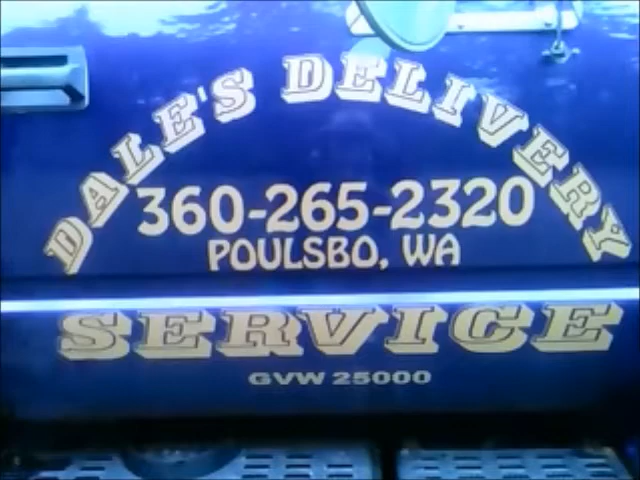 DALE'S DELIVERY
360-265-2320
POULSBO, WA
SERVICE
GVW 25000